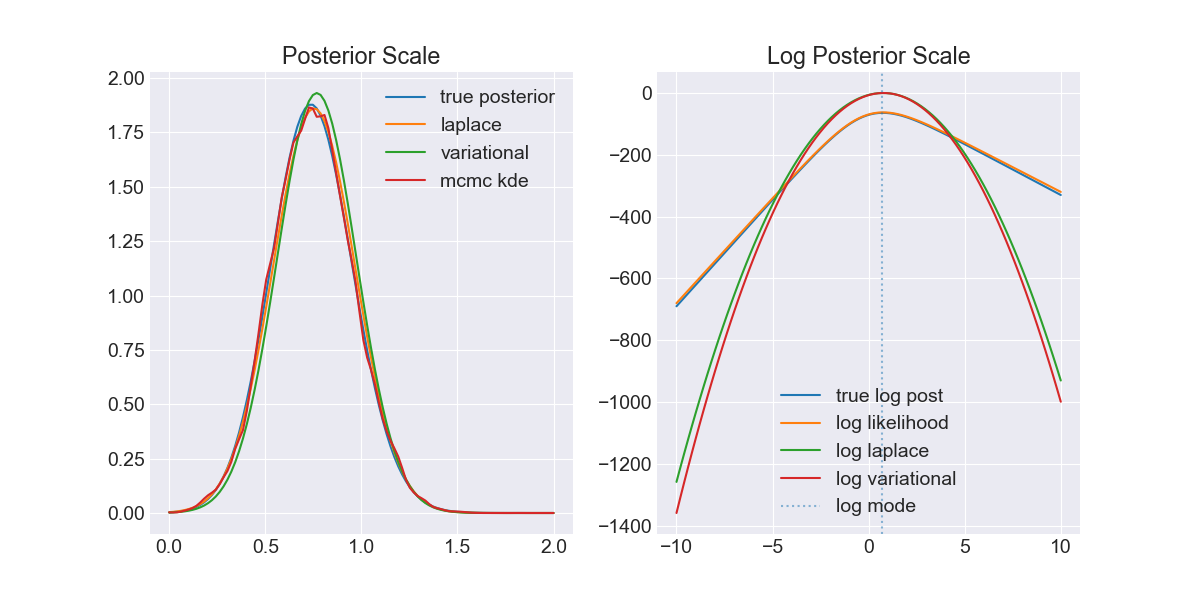 Posterior Scale
2.00
1.75
1.50
1.25
1.00
0.75
0.50
0.25
0.00
0.0
0.5
1.0
1.5
2.0
true posterior
laplace
variational
mcmc kde
Log Posterior Scale
0
−200
−400
−600
−800
−1000
−1200
−1400
−10
−5
0
5
10
true log post
log likelihood
log laplace
log variational
log mode